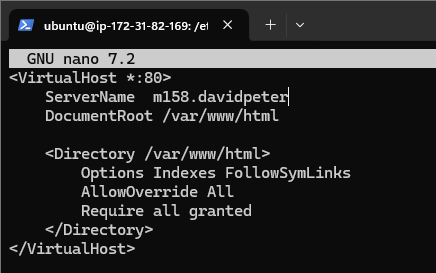 ubuntu@ip-172-31-82-169: /et
GNU nano 7.2
<VirtualHost *:80>
    ServerName  m158.davidpeter
    DocumentRoot /var/www/html

    <Directory /var/www/html>
        Options Indexes FollowSymLinks
        AllowOverride All
        Require all granted
    </Directory>
</VirtualHost>